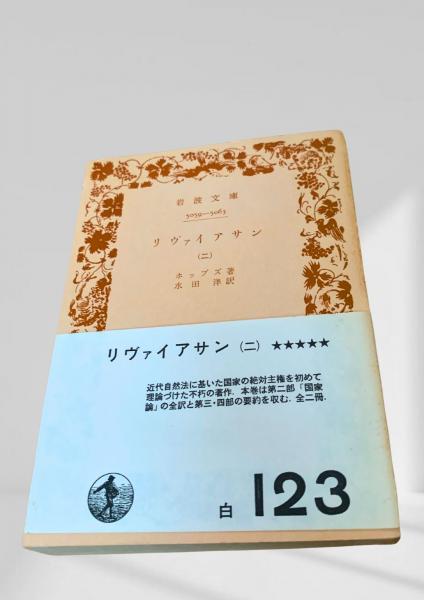 岩波文庫
5059—5063
リヴァイアサン
(二)
ホッブズ著
水田洋訳
リヴァイアサン (二) ★★★★★
近代自然法に基いた国家の絶対主権を初めて
理論づけた不朽の著作. 本巻は第二部「国家
論」の全訳と第三・四部の要約を収む. 全二冊.
白 123